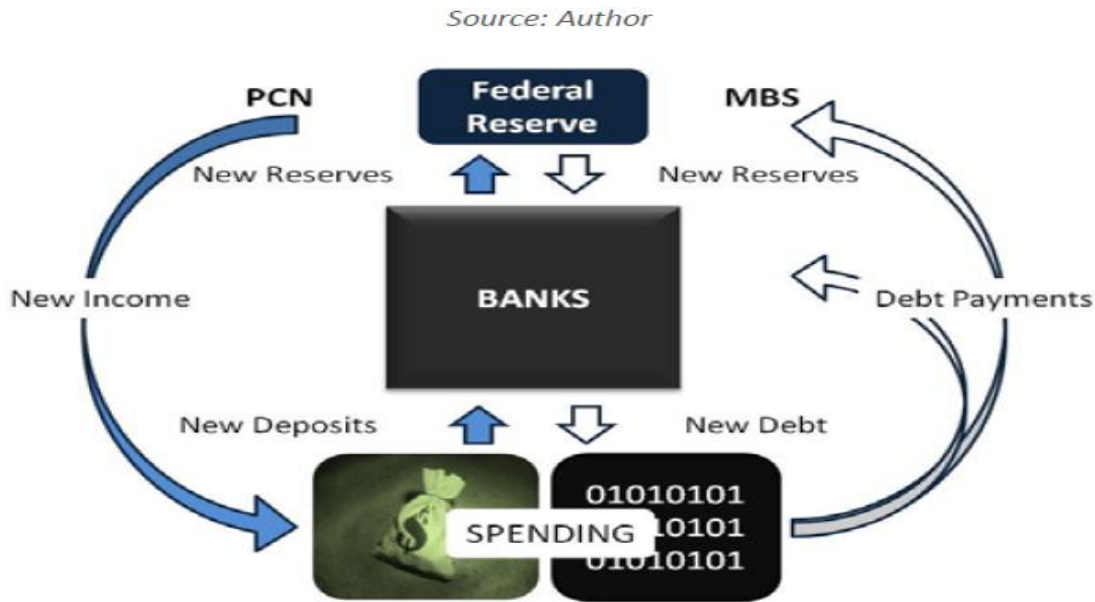 Source: Author
PCN
Federal
Reserve
MBS
New Reserves
New Reserves
New Income
BANKS
Debt Payments
New Deposits
New Debt
01010101
SPENDING
10101
01010101